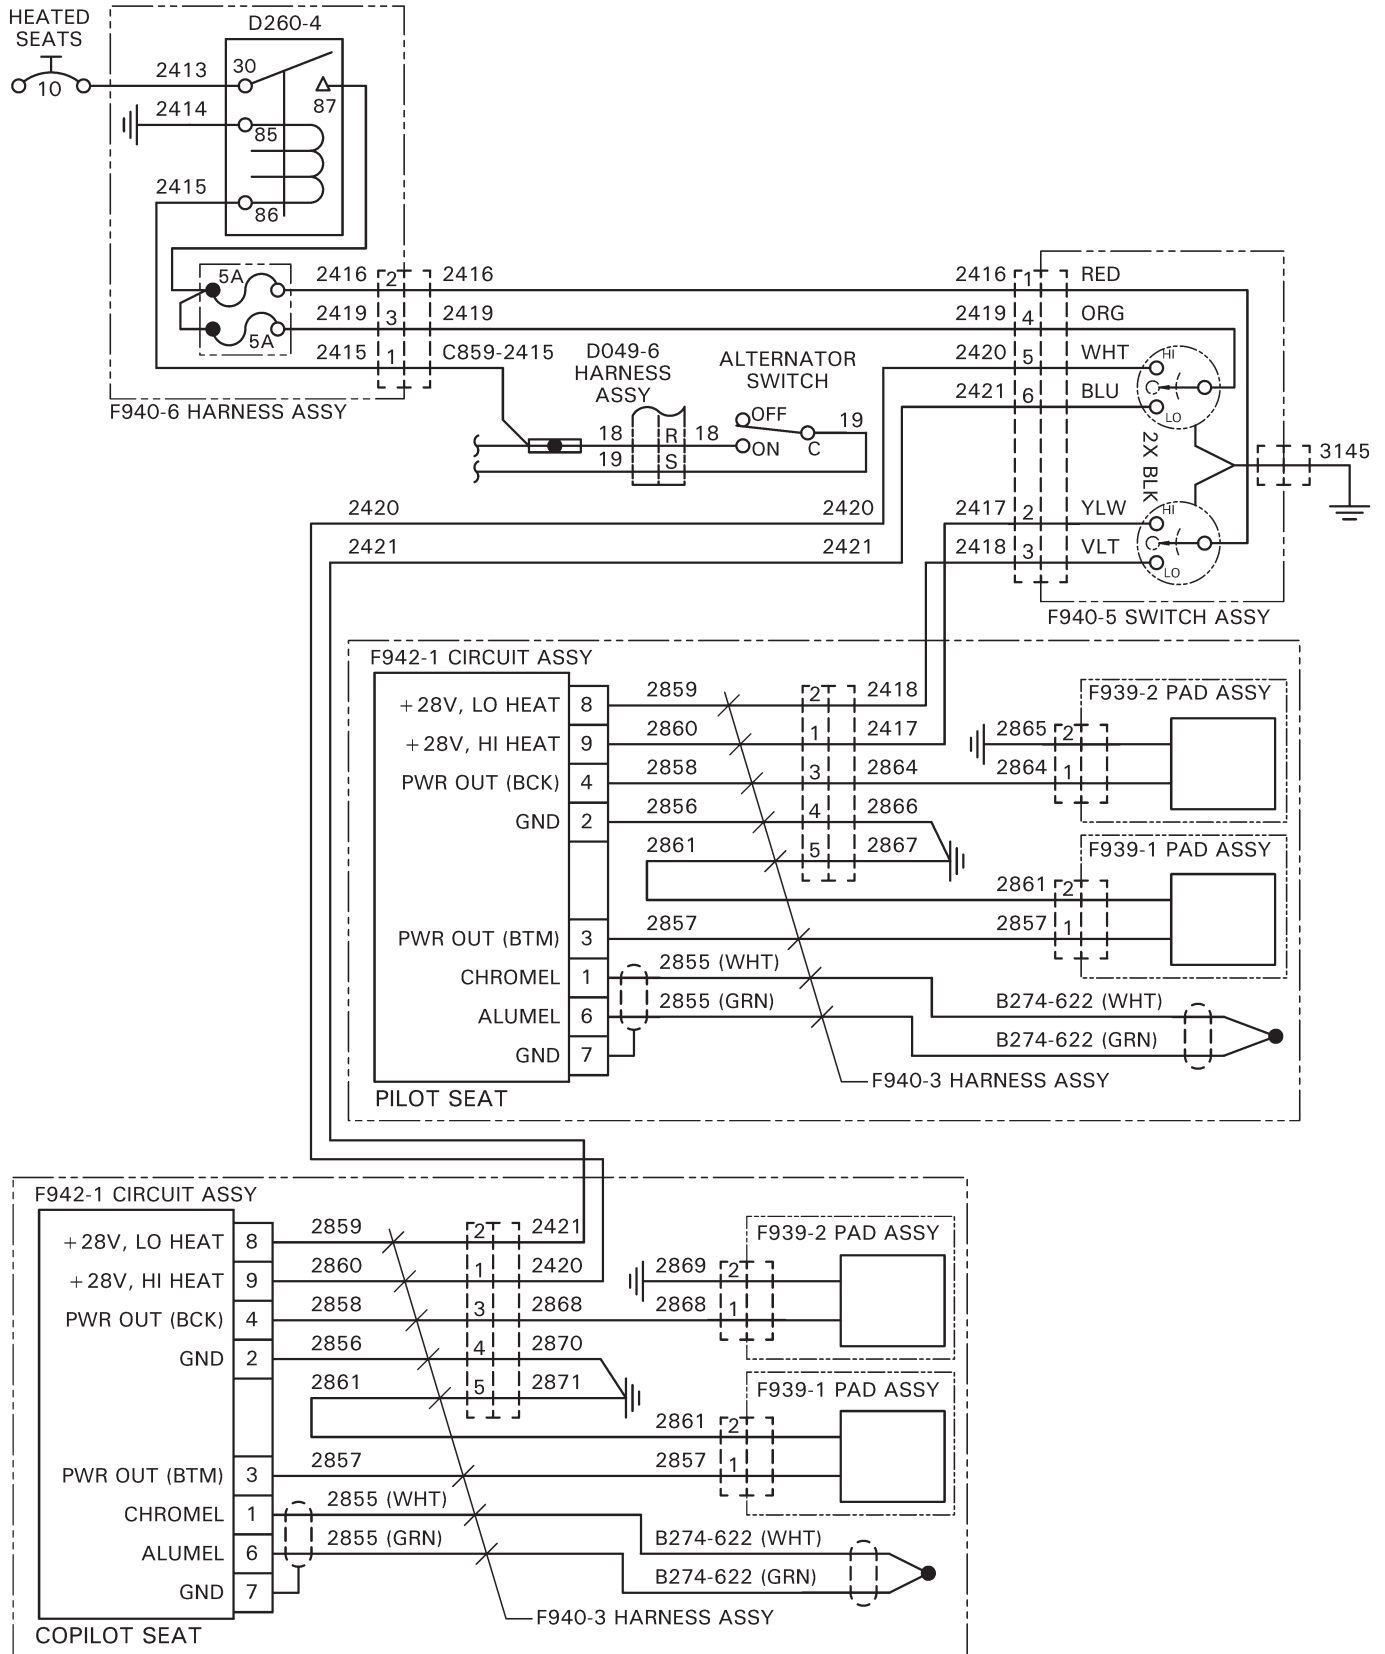 HEATED
SEATS
10
D260-4
2413
30
87
2414
85
2415
86
5A
2416
2
2416
2416
1
RED
2419
3
2419
2419
4
ORG
5A
2415
1
C859-2415
2420
5
WHT
HI
2421
6
BLU
LO
F940-6 HARNESS ASSY
D049-6
HARNESS
ASSY
ALTERNATOR
SWITCH
OFF
ON
C
19
18
R
18
19
S
2X BLK
3145
2420
2420
2417
2
YLW
HI
2421
2421
2418
3
VLT
LO
F940-5 SWITCH ASSY
F942-1 CIRCUIT ASSY
+28V, LO HEAT
8
2859
2
2418
+28V, HI HEAT
9
2860
1
2417
PWR OUT (BCK)
4
2858
3
2864
GND
2
2856
4
2866
2861
5
2867
PWR OUT (BTM)
3
2857
CHROMEL
1
2855 (WHT)
ALUMEL
6
2855 (GRN)
GND
7
F939-2 PAD ASSY
2865
2
2864
1
F939-1 PAD ASSY
2861
2
2857
1
B274-622 (WHT)
B274-622 (GRN)
F940-3 HARNESS ASSY
PILOT SEAT
F942-1 CIRCUIT ASSY
+28V, LO HEAT
8
2859
2
2421
+28V, HI HEAT
9
2860
1
2420
PWR OUT (BCK)
4
2858
3
2868
GND
2
2856
4
2870
2861
5
2871
PWR OUT (BTM)
3
2857
CHROMEL
1
2855 (WHT)
ALUMEL
6
2855 (GRN)
GND
7
F939-2 PAD ASSY
2869
2
2868
1
F939-1 PAD ASSY
2861
2
2857
1
B274-622 (WHT)
B274-622 (GRN)
F940-3 HARNESS ASSY
COPILOT SEAT